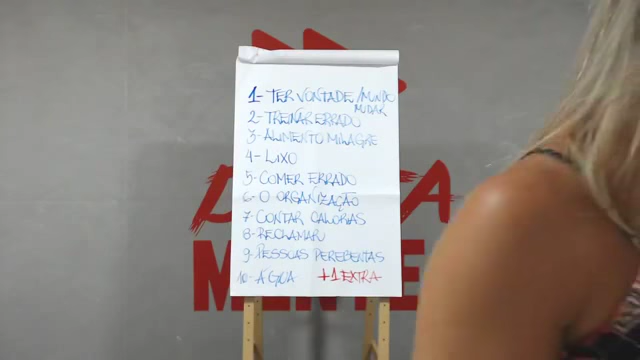 1- TER VONTADE / MUNDO
MUDAR
2- TREINAR ERRADO
3- ALIMENTO MILAGRE
4- LIXO
5- COMER ERRADO
6- O ORGANIZAÇÃO
7- CONTAR CALORIAS
8- RECLAMAR
9- PESSOAS PEREBENTAS
10- ÁGUA +1 EXTRA